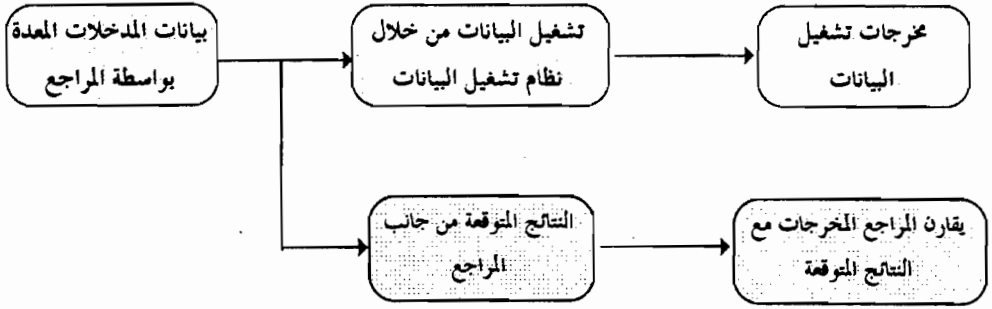 بيانات المدخلات المعدة
بواسطة المراجع
تشغيل البيانات من خلال
نظام تشغيل البيانات
مخرجات تشغيل
البيانات
النتائج المتوقعة من جانب
المراجع
يقارن المراجع المخرجات مع
النتائج المتوقعة